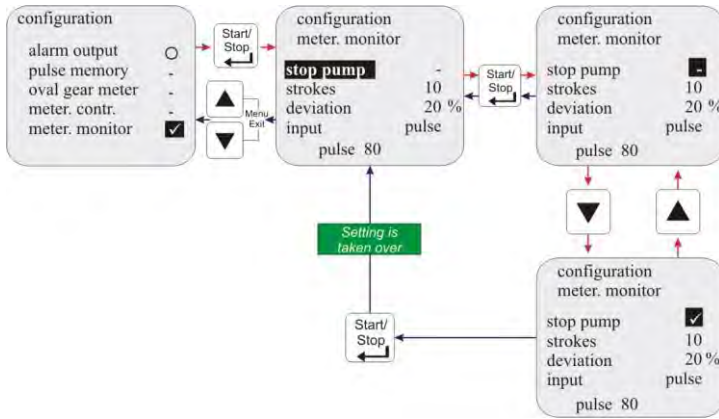 configuration
alarm output
pulse memory -
oval gear meter -
meter. contr. -
meter. monitor ✓
Start/
Stop
Menu
Exit
configuration
meter. monitor
stop pump -
strokes 10
deviation 20 %
input pulse
pulse 80
Start/
Stop
configuration
meter. monitor
stop pump -
strokes 10
deviation 20 %
input pulse
pulse 80
Setting is
taken over
Start/
Stop
configuration
meter. monitor
stop pump ✓
strokes 10
deviation 20 %
input pulse
pulse 80